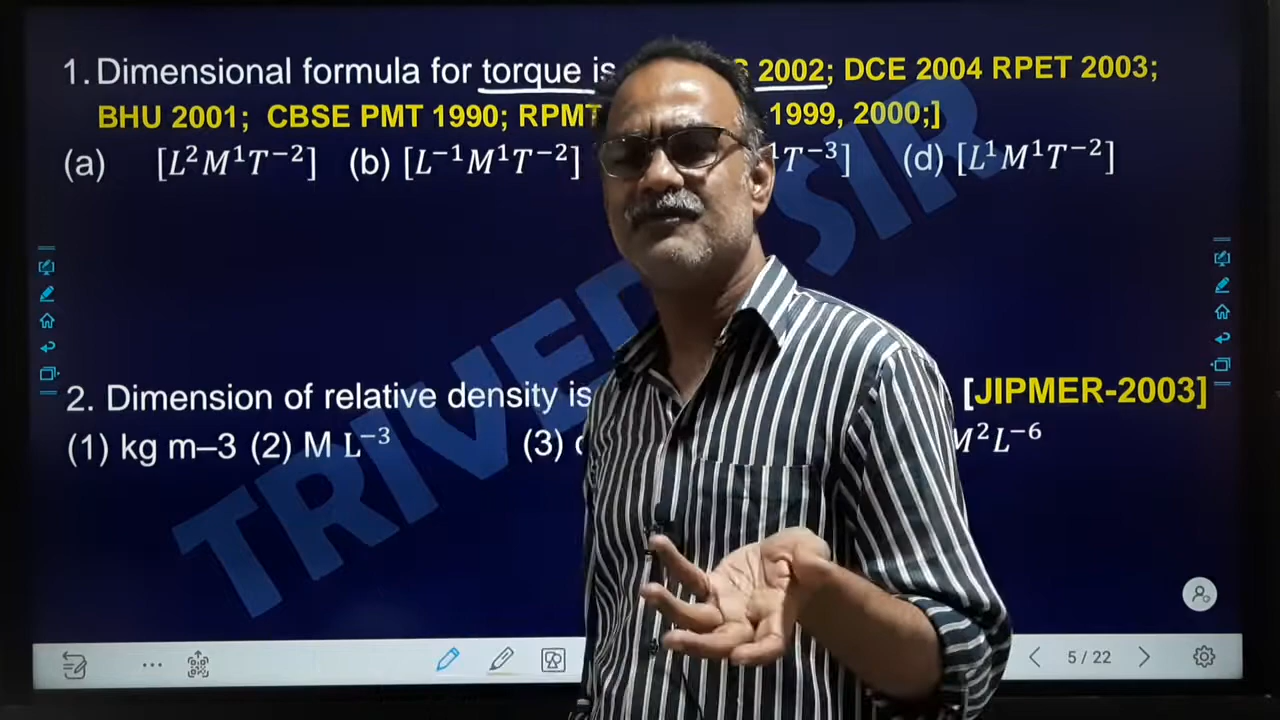 1. Dimensional formula for torque is 2002; DCE 2004 RPET 2003;
BHU 2001; CBSE PMT 1990; RPMT 1999, 2000;]
(a) [L²M¹T⁻²] (b) [L⁻¹M¹T⁻²] T⁻³] (d) [L¹M¹T⁻²]
2. Dimension of relative density is [JIPMER-2003]
(1) kg m–3 (2) M L⁻³ (3) M²L⁻⁶
TRIVEDI SIR
5 / 22